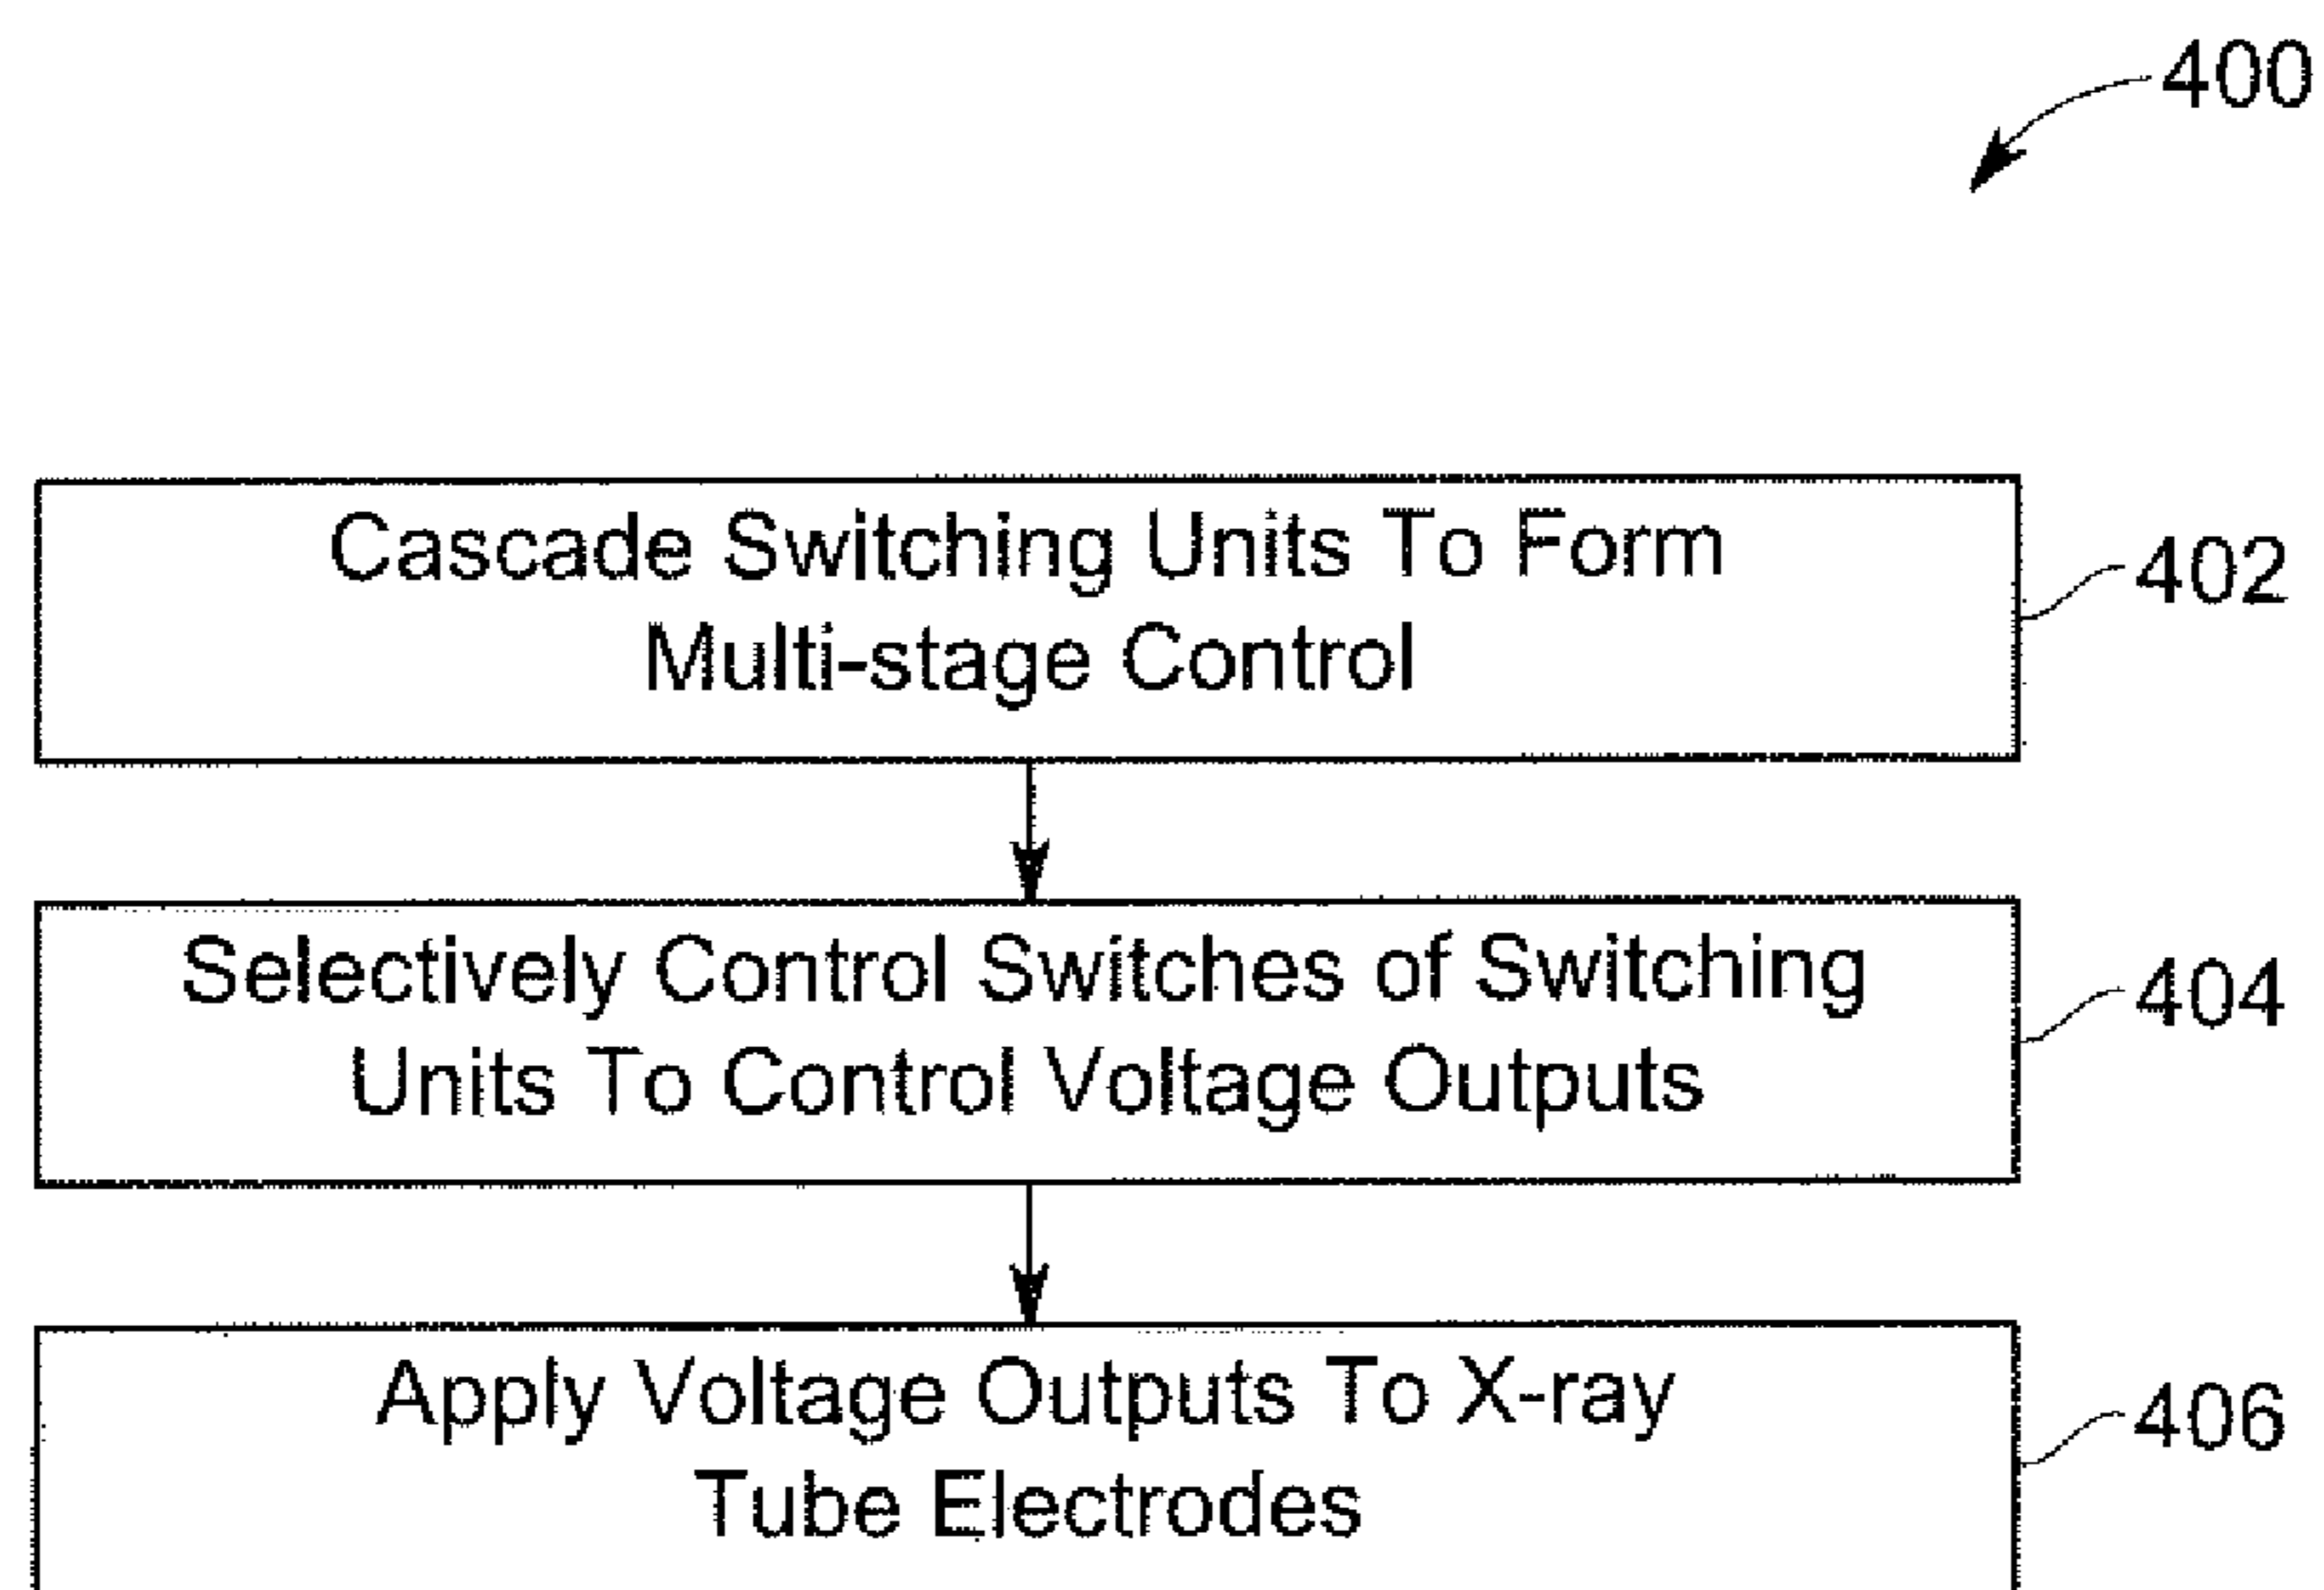 400
Cascade Switching Units To Form
Multi-stage Control
402
Selectively Control Switches of Switching
Units To Control Voltage Outputs
404
Apply Voltage Outputs To X-ray
Tube Electrodes
406